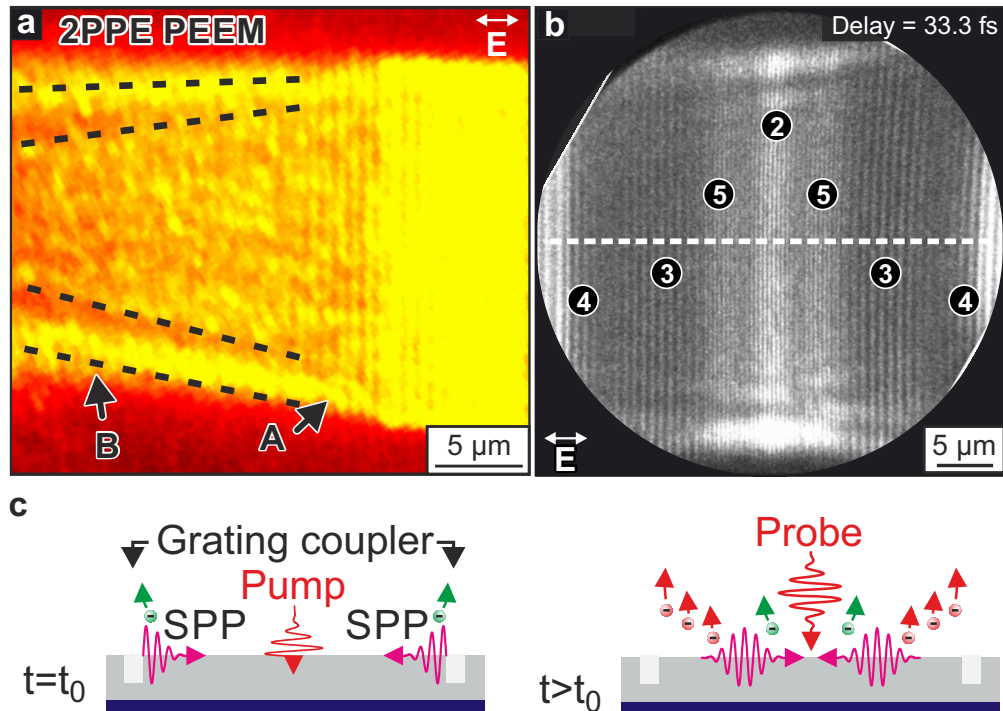 a
2PPE PEEM
E
B
A
5 µm
b
Delay = 33.3 fs
2
5
5
3
3
4
4
E
5 µm
c
Grating coupler
Pump
SPP
SPP
t=t₀
Probe
t>t₀